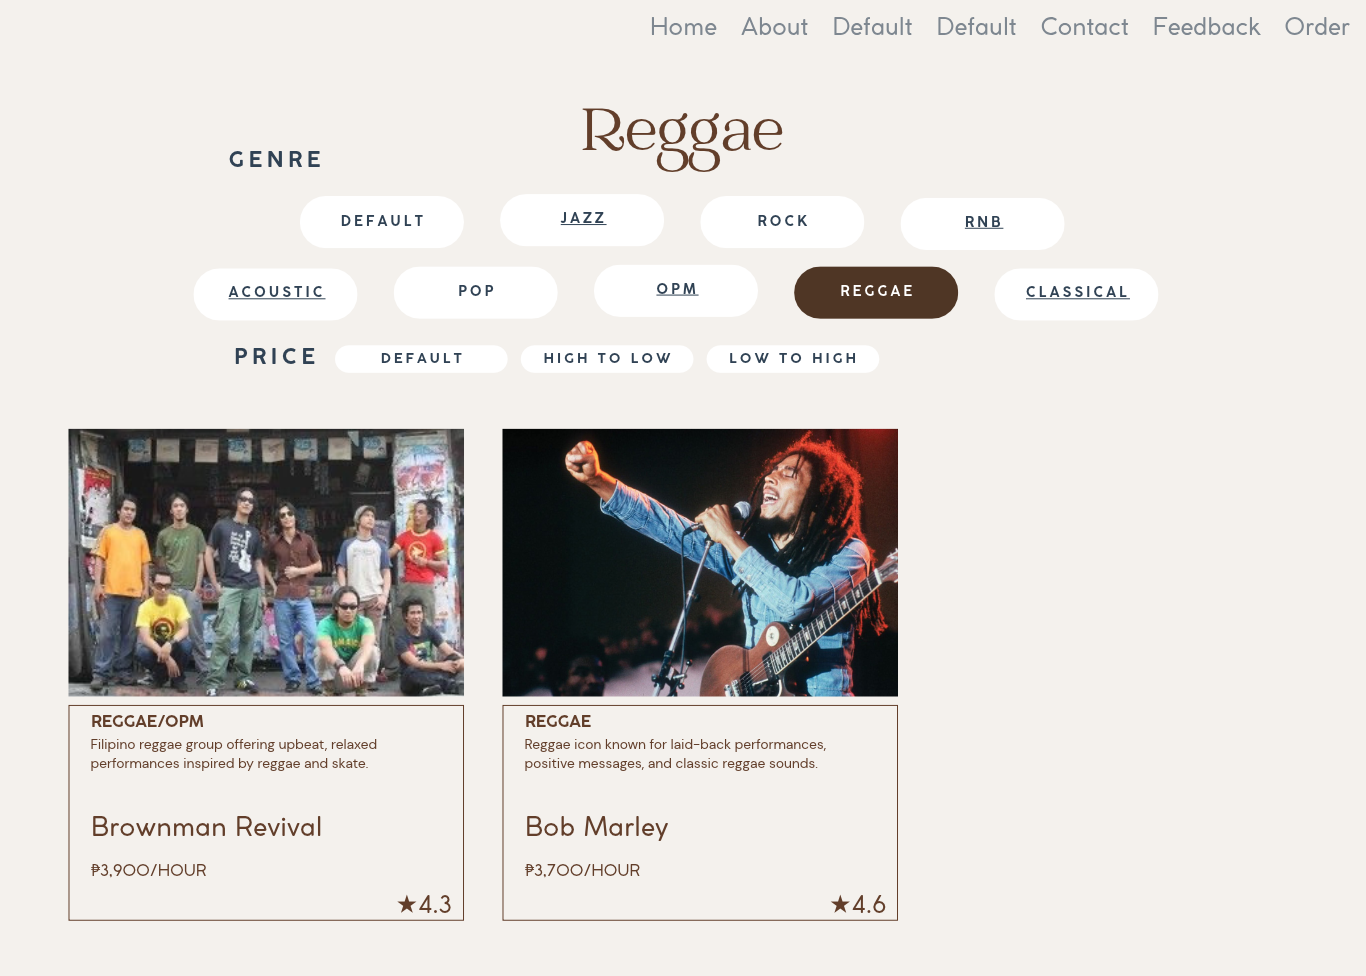 Home About Default Default Contact Feedback Order
Reggae
GENRE
DEFAULT JAZZ ROCK RNB
ACOUSTIC POP OPM REGGAE CLASSICAL
PRICE DEFAULT HIGH TO LOW LOW TO HIGH
REGGAE/OPM
Filipino reggae group offering upbeat, relaxed
performances inspired by reggae and skate.
Brownman Revival
₱3,900/HOUR
★4.3
REGGAE
Reggae icon known for laid-back performances,
positive messages, and classic reggae sounds.
Bob Marley
₱3,700/HOUR
★4.6